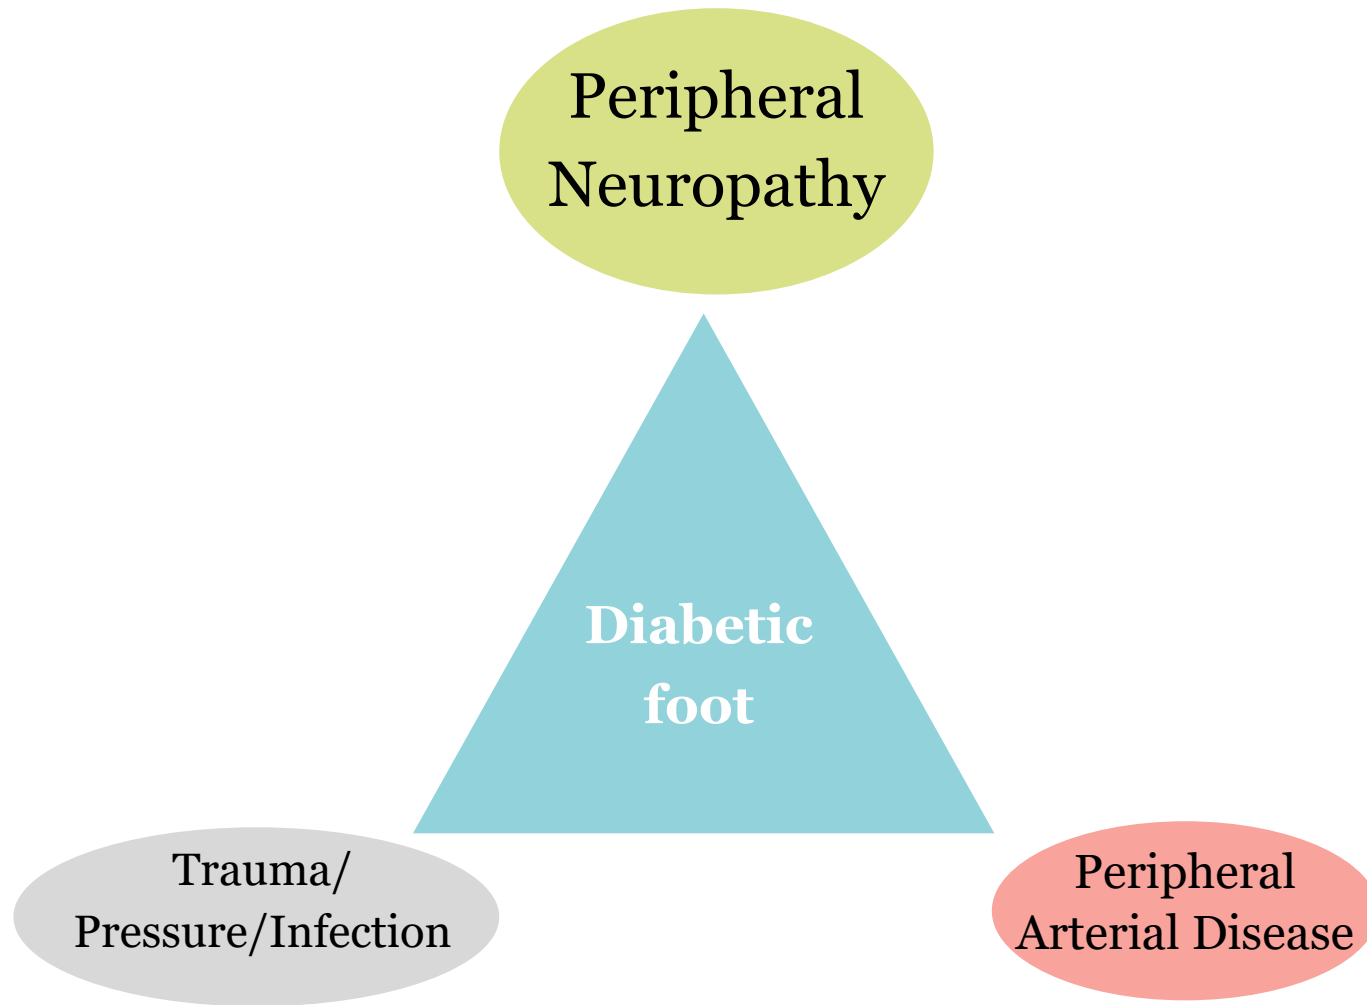 Peripheral
Neuropathy
Diabetic
foot
Trauma/
Pressure/Infection
Peripheral
Arterial Disease